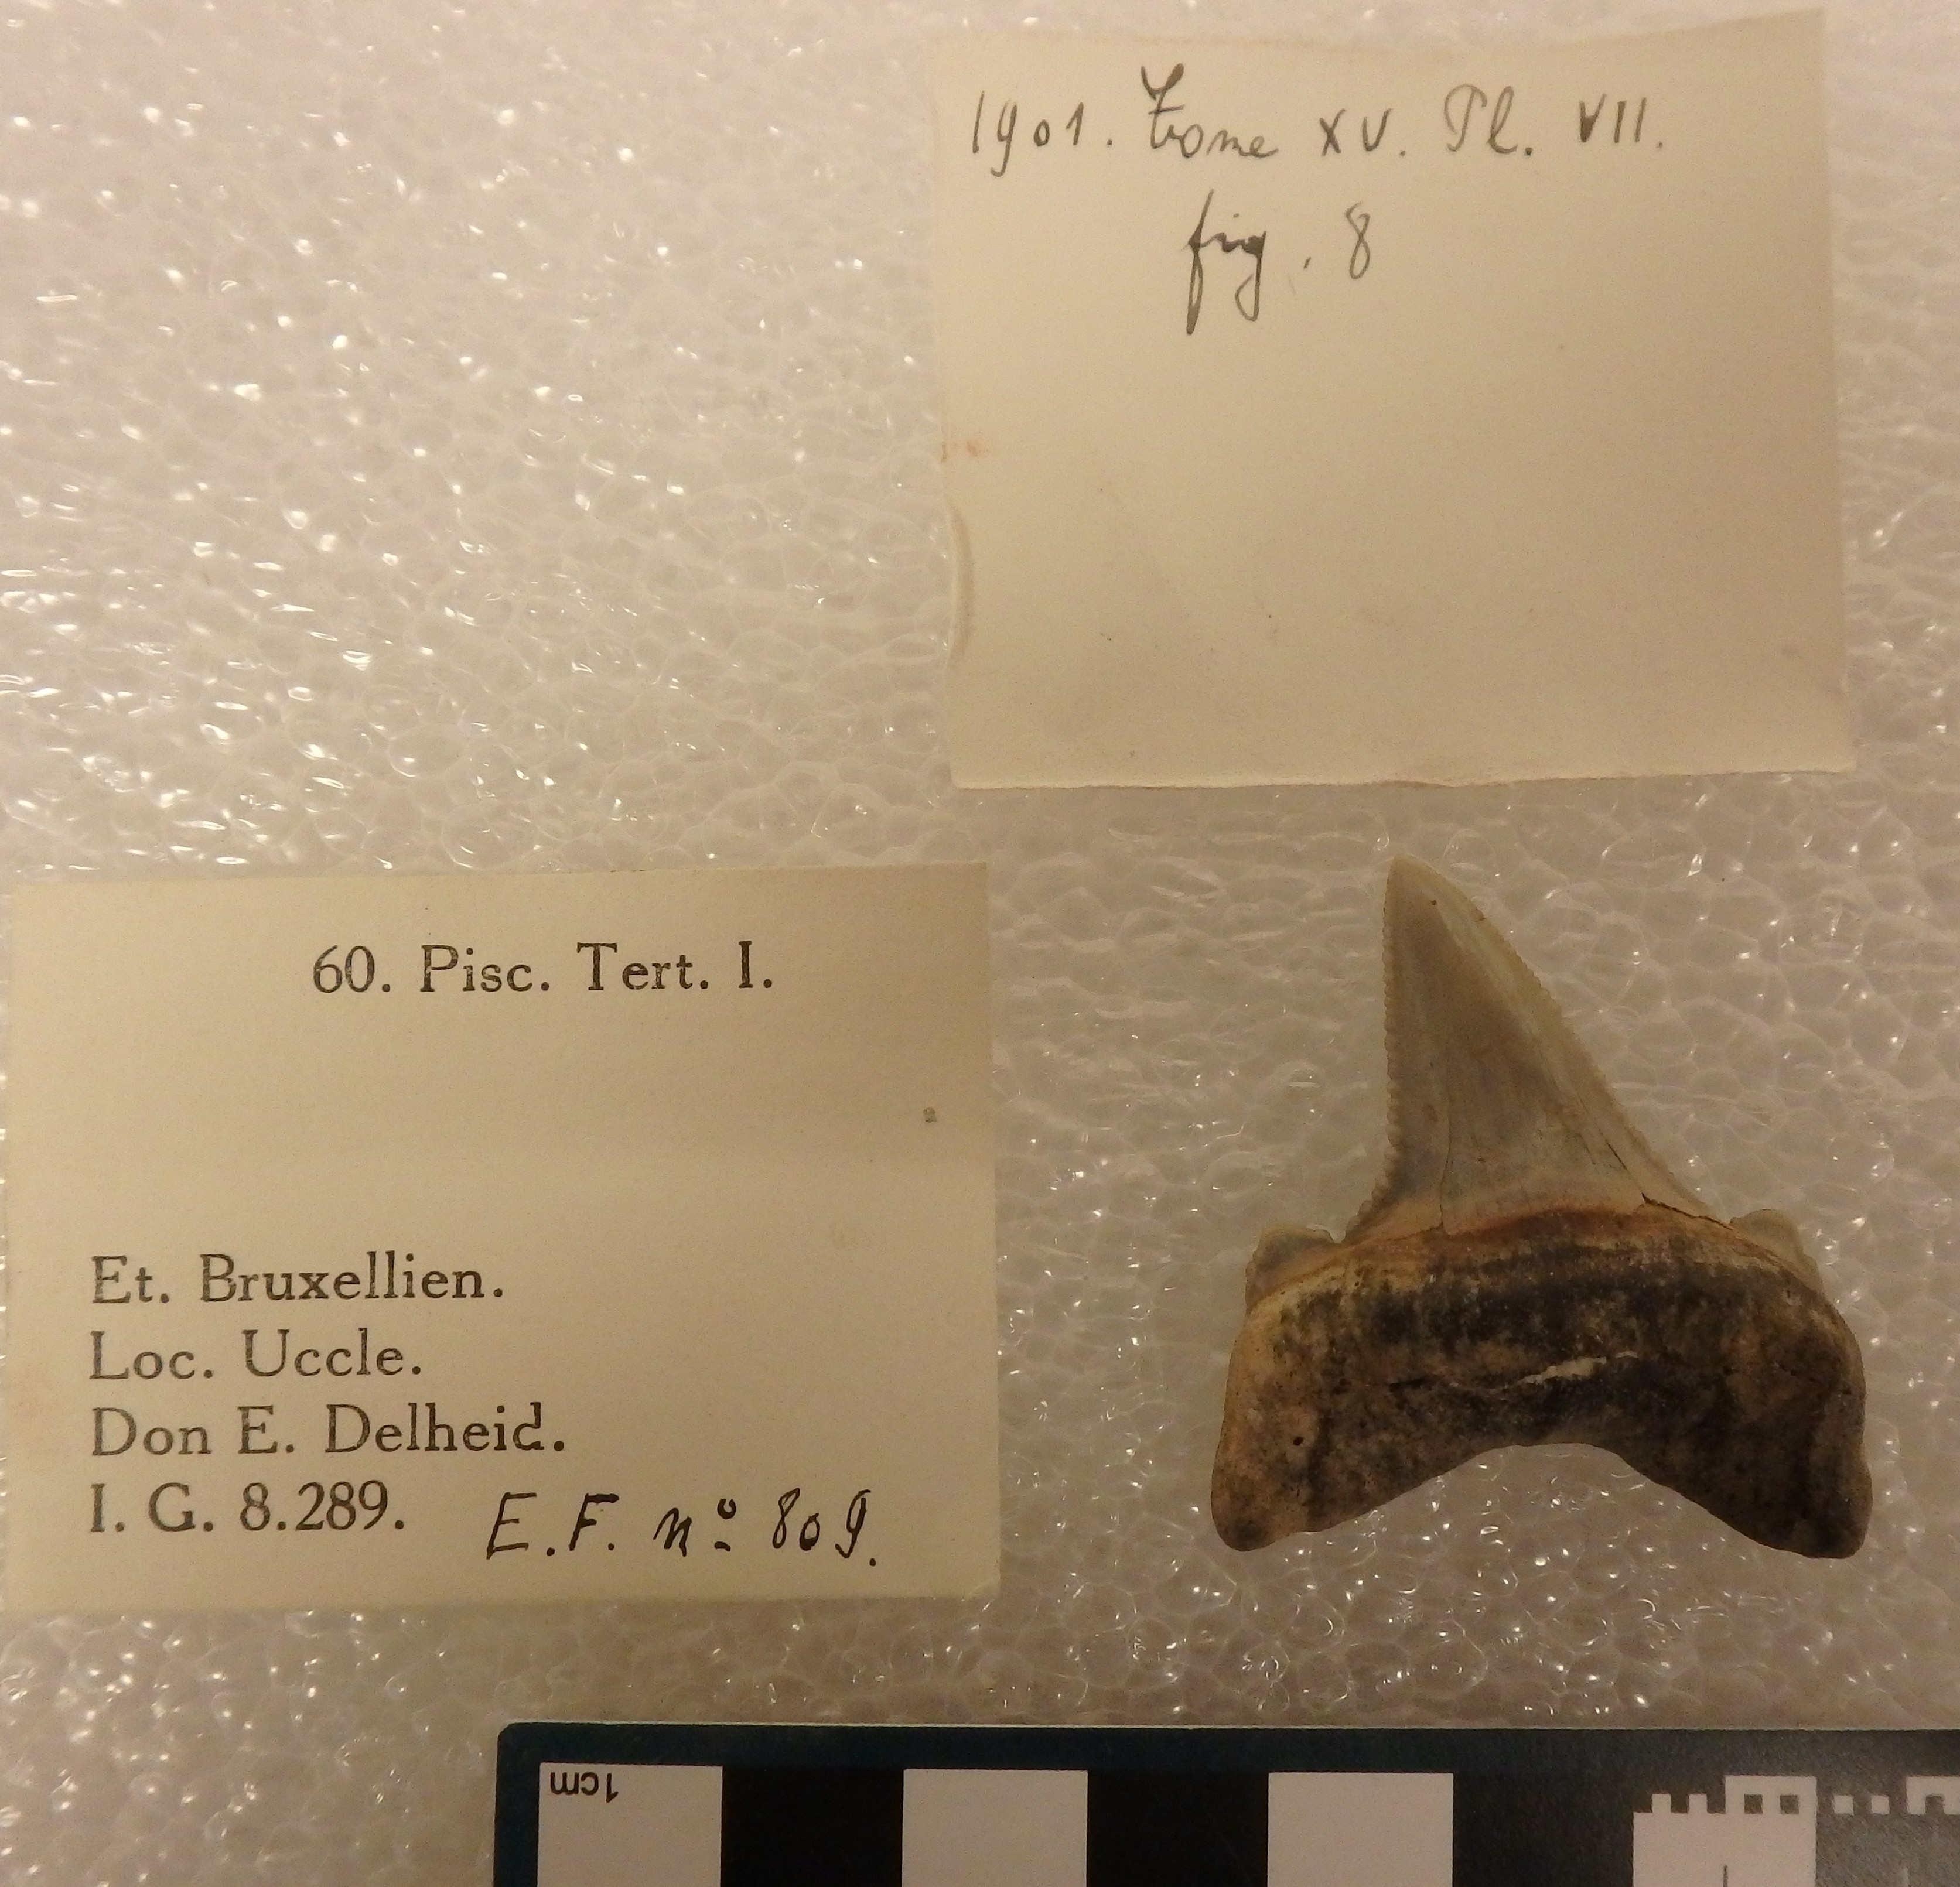 1901. Tome XV. Pl. VII.
fig. 8
60. Pisc. Tert. I.
Et. Bruxellien.
Loc. Uccle.
Don E. Delheid.
I. G. 8.289. E.F. nº 809.
1cm